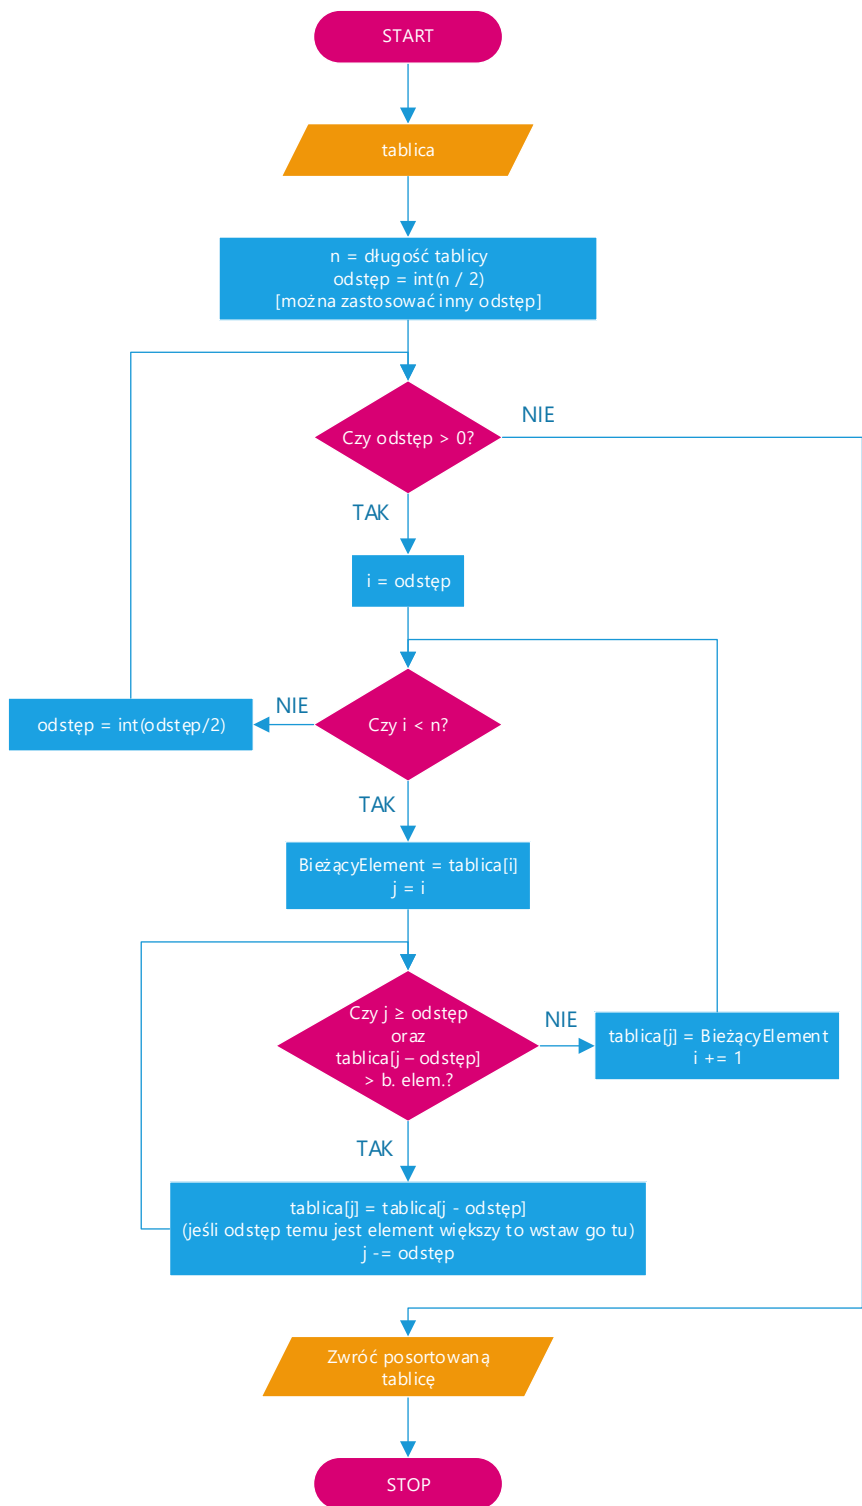 START
tablica
n = długość tablicy
odstęp = int(n / 2)
[można zastosować inny odstęp]
Czy odstęp > 0?
NIE
TAK
i = odstęp
odstęp = int(odstęp/2)
NIE
Czy i < n?
TAK
BieżącyElement = tablica[i]
j = i
Czy j ≥ odstęp
oraz
tablica[j – odstęp]
> b. elem.?
NIE
tablica[j] = BieżącyElement
i += 1
TAK
tablica[j] = tablica[j - odstęp]
(jeśli odstęp temu jest element większy to wstaw go tu)
j -= odstęp
Zwróć posortowaną
tablicę
STOP